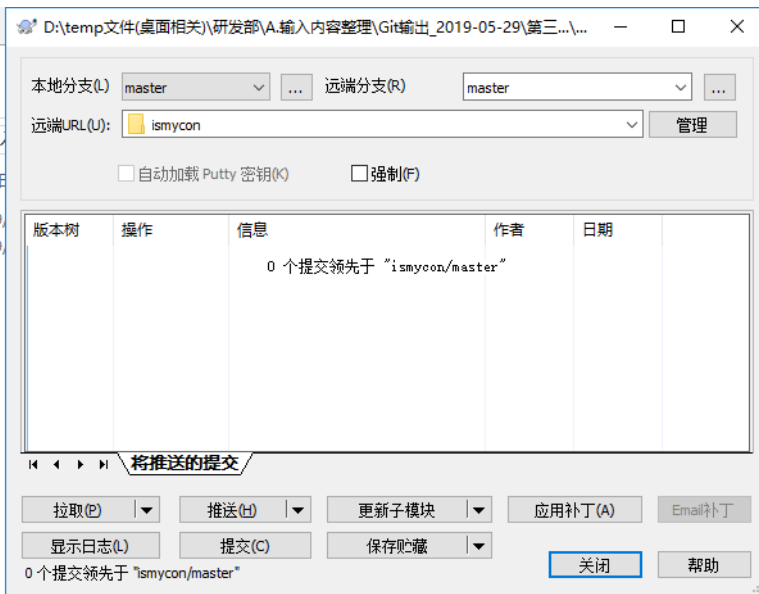 D:\temp文件(桌面相关)\研发部\A.输入内容整理\Git输出_2019-05-29\第三...\...
本地分支(L) master ... 远端分支(R) master ...
远端URL(U): ismycon 管理
自动加载 Putty 密钥(K) 强制(F)
版本树 操作 信息 作者 日期
0 个提交领先于 "ismycon/master"
将推送的提交
拉取(P) 推送(H) 更新子模块 应用补丁(A) Email补丁
显示日志(L) 提交(C) 保存贮藏
关闭 帮助
0 个提交领先于 "ismycon/master"